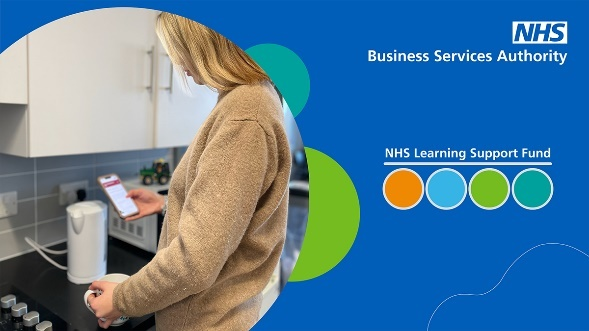 NHS
Business Services Authority
NHS Learning Support Fund